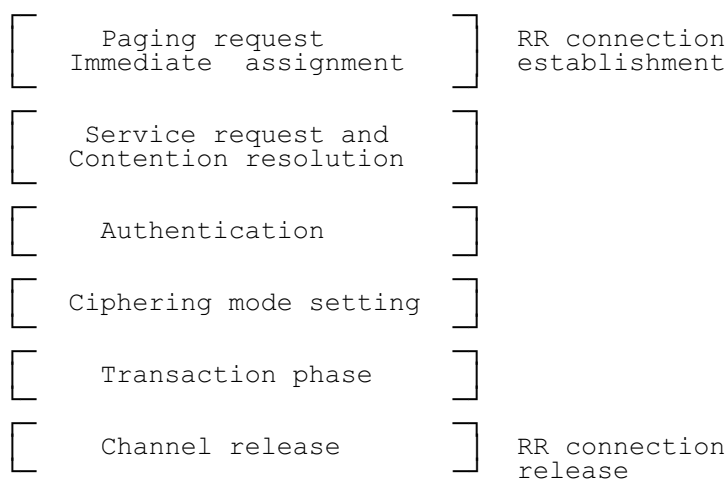 Paging request
Immediate assignment
RR connection
establishment
Service request and
Contention resolution
Authentication
Ciphering mode setting
Transaction phase
Channel release
RR connection
release